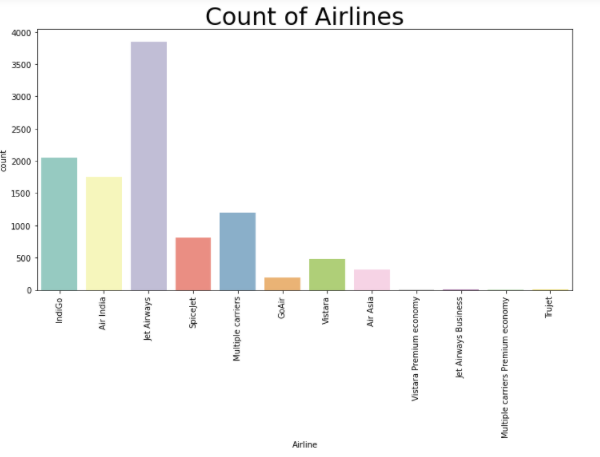 Count of Airlines
4000
3500
3000
2500
2000
1500
1000
500
0
count
IndiGo
Air India
Jet Airways
SpiceJet
Multiple carriers
GoAir
Vistara
Air Asia
Vistara Premium economy
Jet Airways Business
Multiple carriers Premium economy
Trujet
Airline